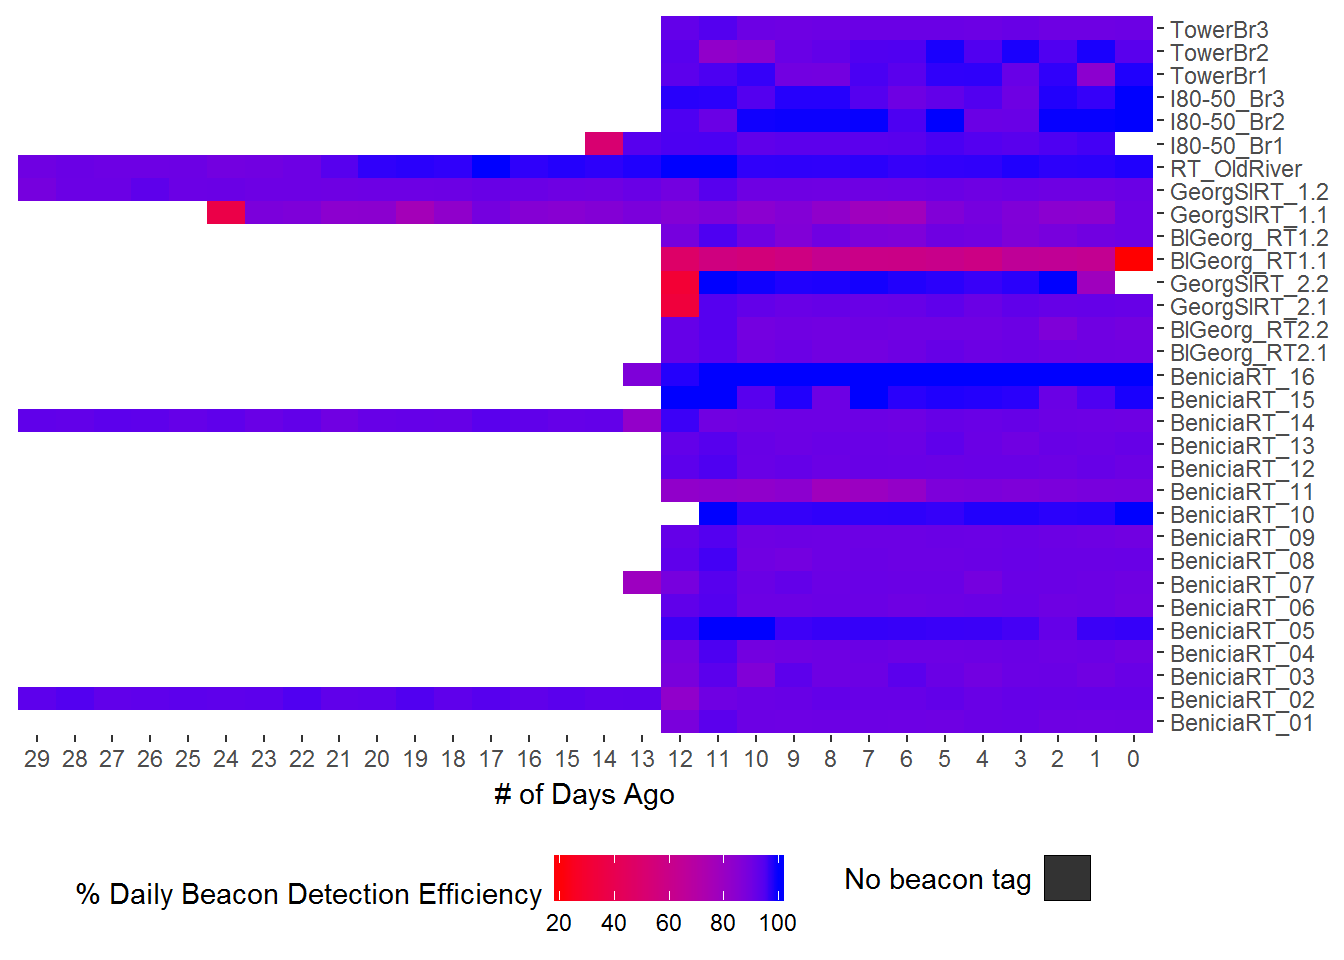 TowerBr3
TowerBr2
TowerBr1
I80-50_Br3
I80-50_Br2
I80-50_Br1
RT_OldRiver
GeorgSlRT_1.2
GeorgSlRT_1.1
BlGeorg_RT1.2
BlGeorg_RT1.1
GeorgSlRT_2.2
GeorgSlRT_2.1
BlGeorg_RT2.2
BlGeorg_RT2.1
BeniciaRT_16
BeniciaRT_15
BeniciaRT_14
BeniciaRT_13
BeniciaRT_12
BeniciaRT_11
BeniciaRT_10
BeniciaRT_09
BeniciaRT_08
BeniciaRT_07
BeniciaRT_06
BeniciaRT_05
BeniciaRT_04
BeniciaRT_03
BeniciaRT_02
BeniciaRT_01
29 28 27 26 25 24 23 22 21 20 19 18 17 16 15 14 13 12 11 10 9 8 7 6 5 4 3 2 1 0
# of Days Ago
% Daily Beacon Detection Efficiency
20 40 60 80 100
No beacon tag